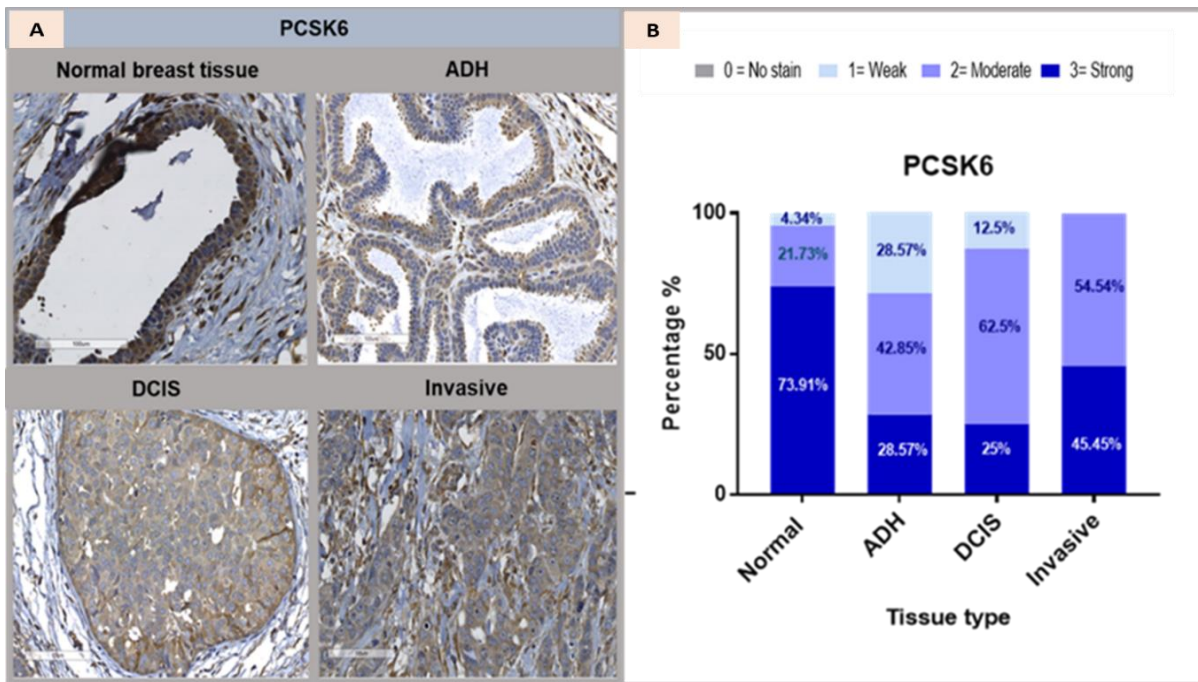 A
PCSK6
Normal breast tissue
ADH
DCIS
Invasive
B
0 = No stain 1= Weak 2= Moderate 3= Strong
PCSK6
Percentage %
100
50
0
4.34%
21.73%
73.91%
28.57%
42.85%
28.57%
12.5%
62.5%
25%
54.54%
45.45%
Normal
ADH
DCIS
Invasive
Tissue type